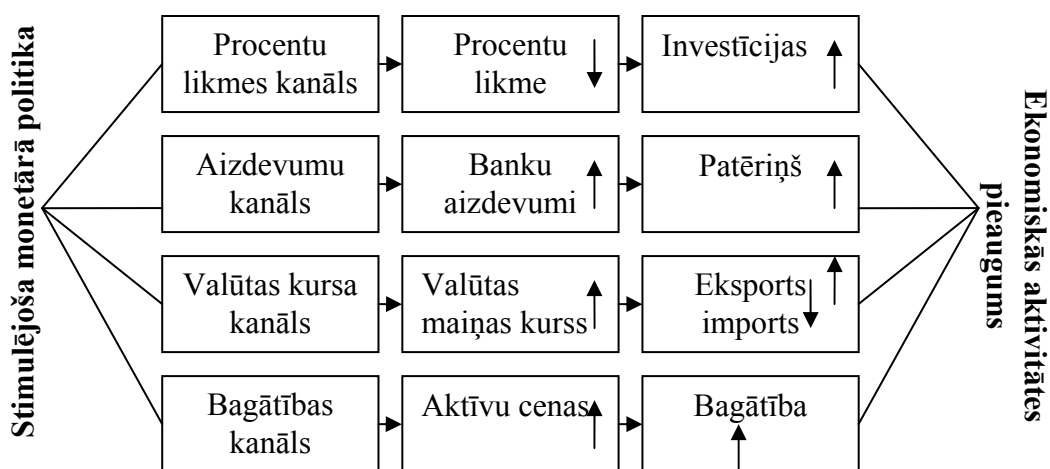 Stimulējoša monetārā politika
Procentu
likmes kanāls
Procentu
likme
Investīcijas
Aizdevumu
kanāls
Banku
aizdevumi
Patēriņš
Valūtas kursa
kanāls
Valūtas
maiņas kurss
Eksports
imports
Bagātības
kanāls
Aktīvu cenas
Bagātība
Ekonomiskās aktivitātes
pieaugums